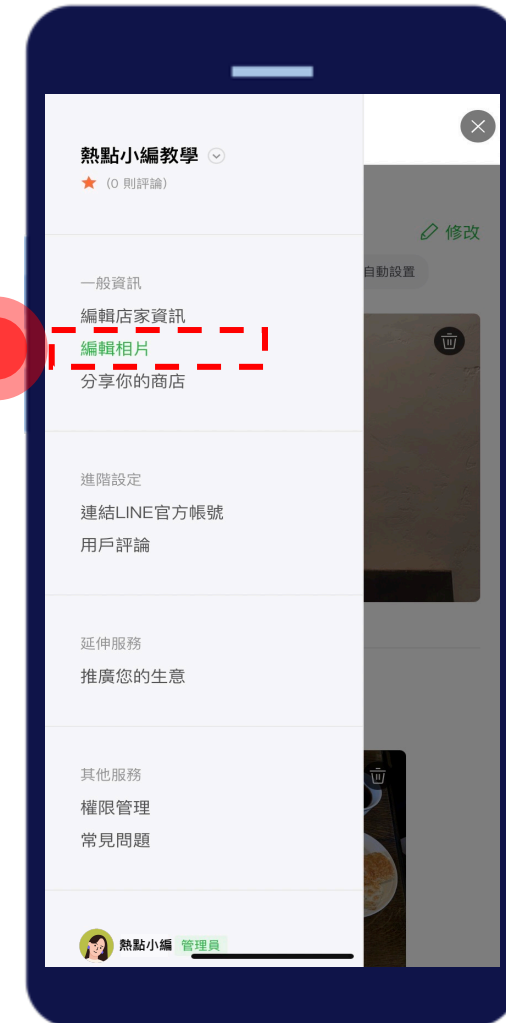 熱點小編教學
(0 則評論)
修改
一般資訊
自動設置
編輯店家資訊
編輯相片
分享你的商店
進階設定
連結LINE官方帳號
用戶評論
延伸服務
推廣您的生意
其他服務
權限管理
常見問題
熱點小編 管理員